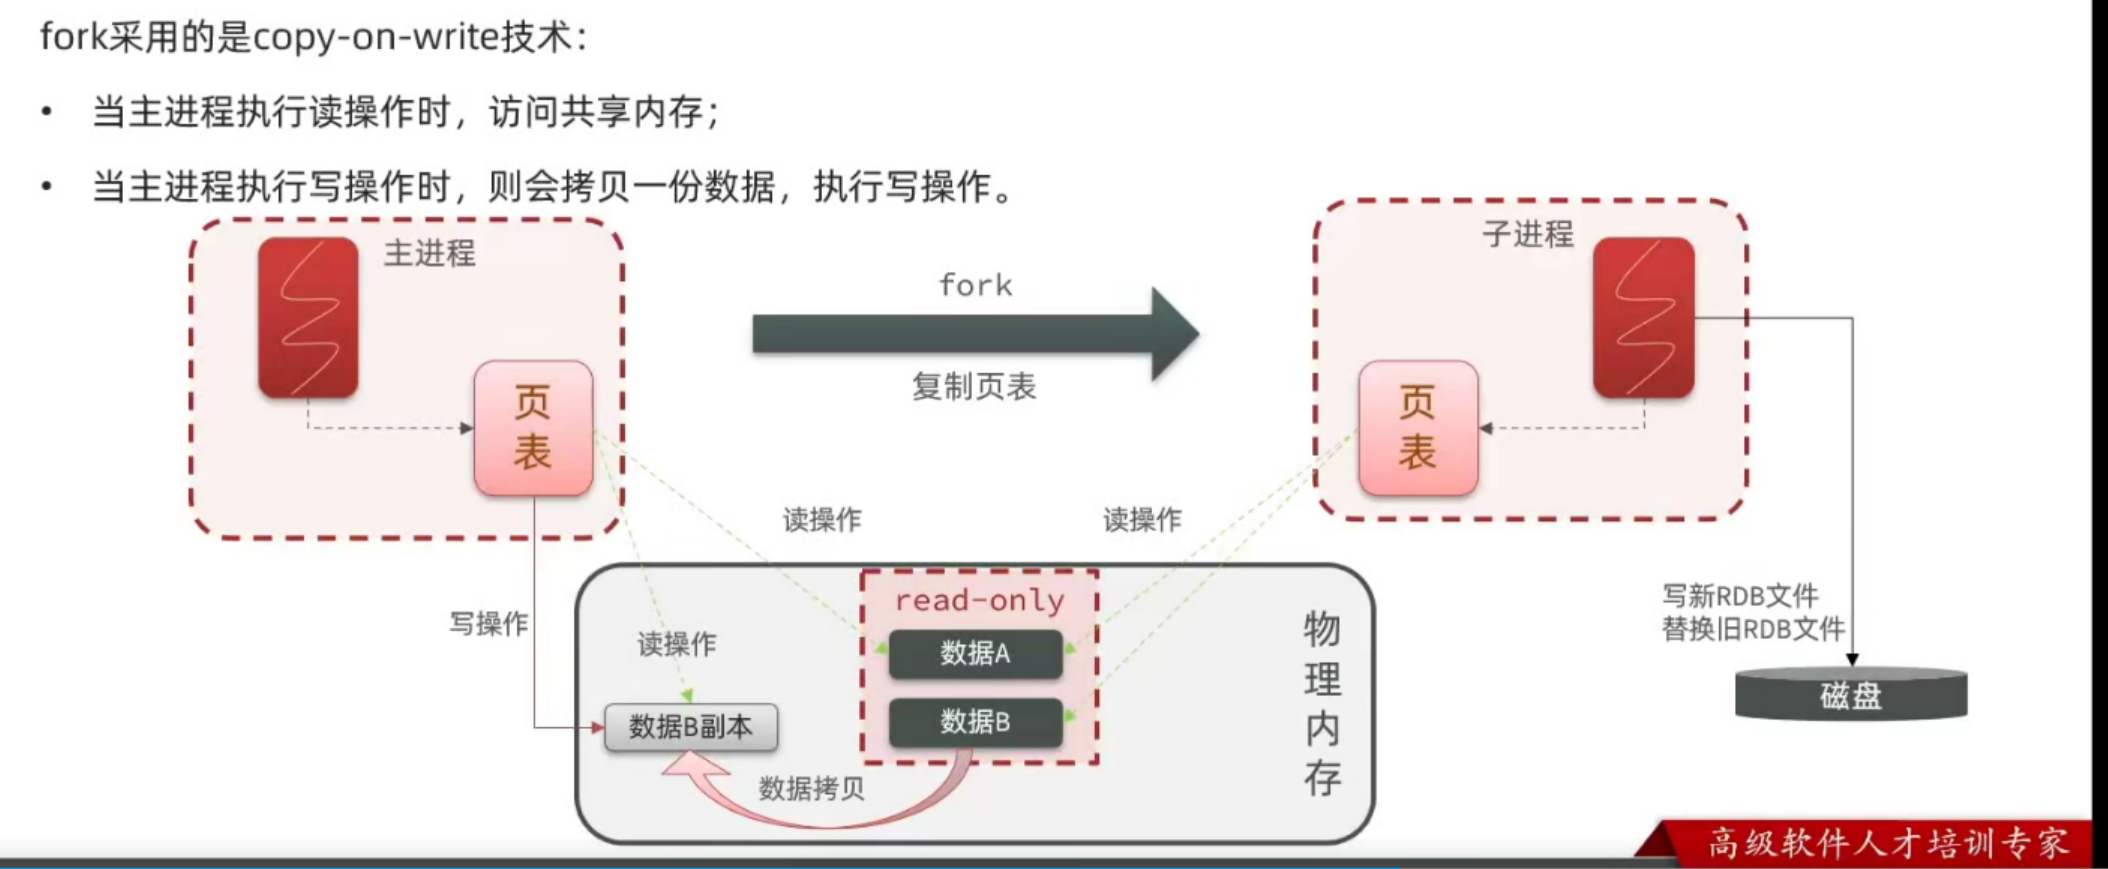 fork采用的是copy-on-write技术：
• 当主进程执行读操作时，访问共享内存；
• 当主进程执行写操作时，则会拷贝一份数据，执行写操作。
主进程
子进程
fork
复制页表
页
表
页
表
读操作
读操作
写操作
读操作
read-only
数据A
数据B
数据B副本
数据拷贝
物
理
内
存
写新RDB文件
替换旧RDB文件
磁盘
高级软件人才培训专家